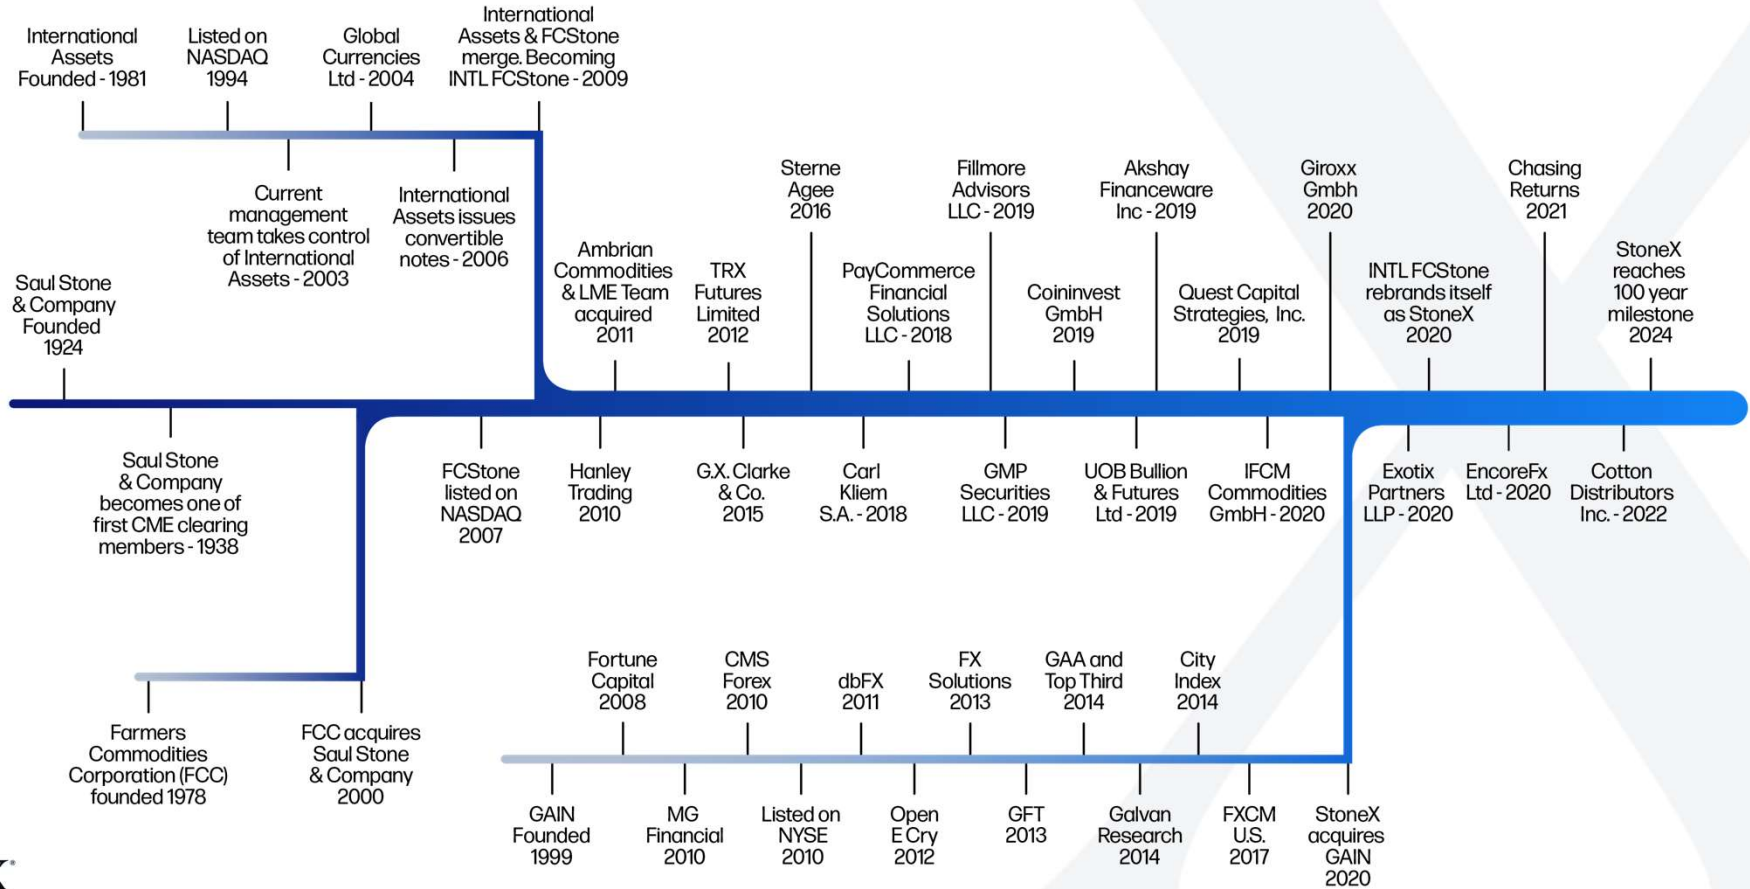 International
Assets
Founded - 1981
Listed on
NASDAQ
1994
Global
Currencies
Ltd - 2004
International
Assets & FCStone
merge. Becoming
INTL FCStone - 2009
Current
management
team takes control
of International
Assets - 2003
International
Assets issues
convertible
notes - 2006
Saul Stone
& Company
Founded
1924
Ambrian
Commodities
& LME Team
acquired
2011
TRX
Futures
Limited
2012
Sterne
Agee
2016
PayCommerce
Financial
Solutions
LLC - 2018
Fillmore
Advisors
LLC - 2019
Coininvest
GmbH
2019
Akshay
Financeware
Inc - 2019
Quest Capital
Strategies, Inc.
2019
Giroxx
Gmbh
2020
INTL FCStone
rebrands itself
as StoneX
2020
Chasing
Returns
2021
StoneX
reaches
100 year
milestone
2024
Saul Stone
& Company
becomes one of
first CME clearing
members - 1938
FCStone
listed on
NASDAQ
2007
Hanley
Trading
2010
G.X. Clarke
& Co.
2015
Carl
Kliem
S.A. - 2018
GMP
Securities
LLC - 2019
UOB Bullion
& Futures
Ltd - 2019
IFCM
Commodities
GmbH - 2020
Exotix
Partners
LLP - 2020
EncoreFx
Ltd - 2020
Cotton
Distributors
Inc. - 2022
Farmers
Commodities
Corporation (FCC)
founded 1978
FCC acquires
Saul Stone
& Company
2000
Fortune
Capital
2008
CMS
Forex
2010
dbFX
2011
FX
Solutions
2013
GAA and
Top Third
2014
City
Index
2014
GAIN
Founded
1999
MG
Financial
2010
Listed on
NYSE
2010
Open
E Cry
2012
GFT
2013
Galvan
Research
2014
FXCM
U.S.
2017
StoneX
acquires
GAIN
2020